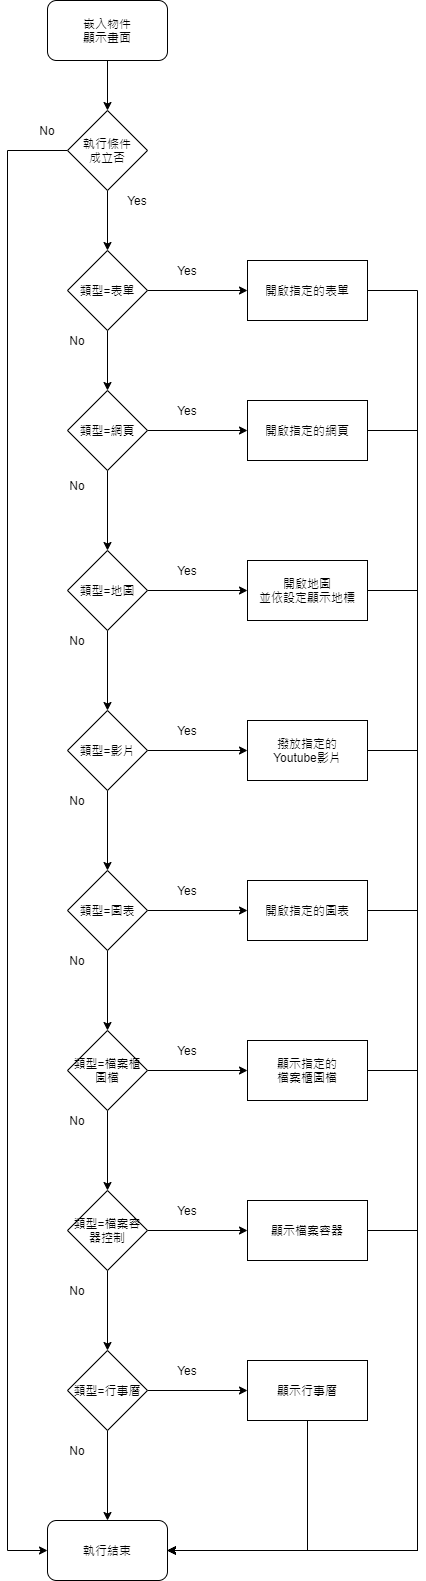 嵌入物件
顯示畫面
No
執行條件
成立否
Yes
類型=表單
Yes
開啟指定的表單
No
類型=網頁
Yes
開啟指定的網頁
No
類型=地圖
Yes
開啟地圖
並依設定顯示地標
No
類型=影片
Yes
撥放指定的
Youtube影片
No
類型=圖表
Yes
開啟指定的圖表
No
類型=檔案櫃
圖檔
Yes
顯示指定的
檔案櫃圖檔
No
類型=檔案容
器控制
Yes
顯示檔案容器
No
類型=行事曆
Yes
顯示行事曆
No
執行結束